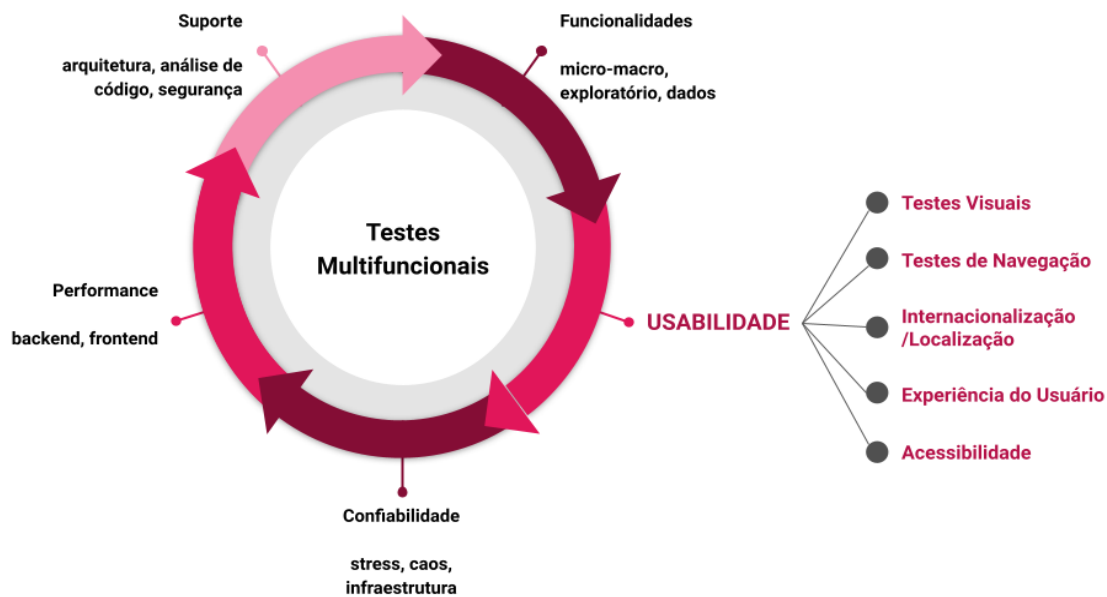 Suporte
arquitetura, análise de
código, segurança
Funcionalidades
micro-macro,
exploratório, dados
Testes
Multifuncionais
USABILIDADE
Testes Visuais
Testes de Navegação
Internacionalização
/Localização
Experiência do Usuário
Acessibilidade
Performance
backend, frontend
Confiabilidade
stress, caos,
infraestrutura